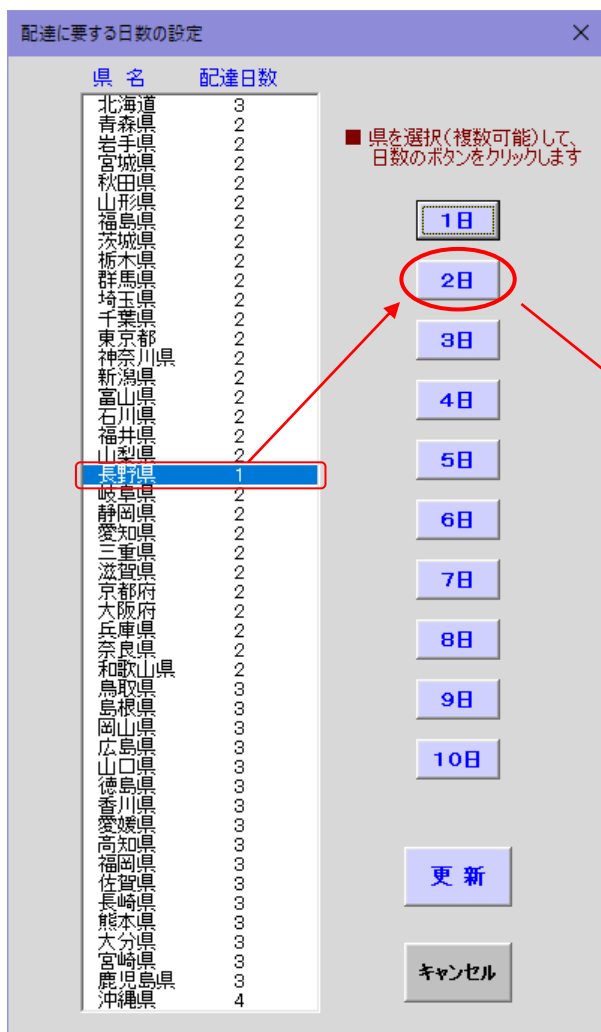 配達に要する日数の設定
県 名 配達日数
北海道 3
青森県 2
岩手県 2
宮城県 2
秋田県 2
山形県 2
福島県 2
茨城県 2
栃木県 2
群馬県 2
埼玉県 2
千葉県 2
東京都 2
神奈川県 2
新潟県 2
富山県 2
石川県 2
福井県 2
山梨県 2
長野県 1
岐阜県 2
静岡県 2
愛知県 2
三重県 2
滋賀県 2
京都府 2
大阪府 2
兵庫県 2
奈良県 2
和歌山県 2
鳥取県 3
島根県 3
岡山県 3
広島県 3
山口県 3
徳島県 3
香川県 3
愛媛県 3
高知県 3
福岡県 3
佐賀県 3
長崎県 3
熊本県 3
大分県 3
宮崎県 3
鹿児島県 3
沖縄県 4
■ 県を選択(複数可能)して、
日数のボタンをクリックします
1日
2日
3日
4日
5日
6日
7日
8日
9日
10日
更 新
キャンセル